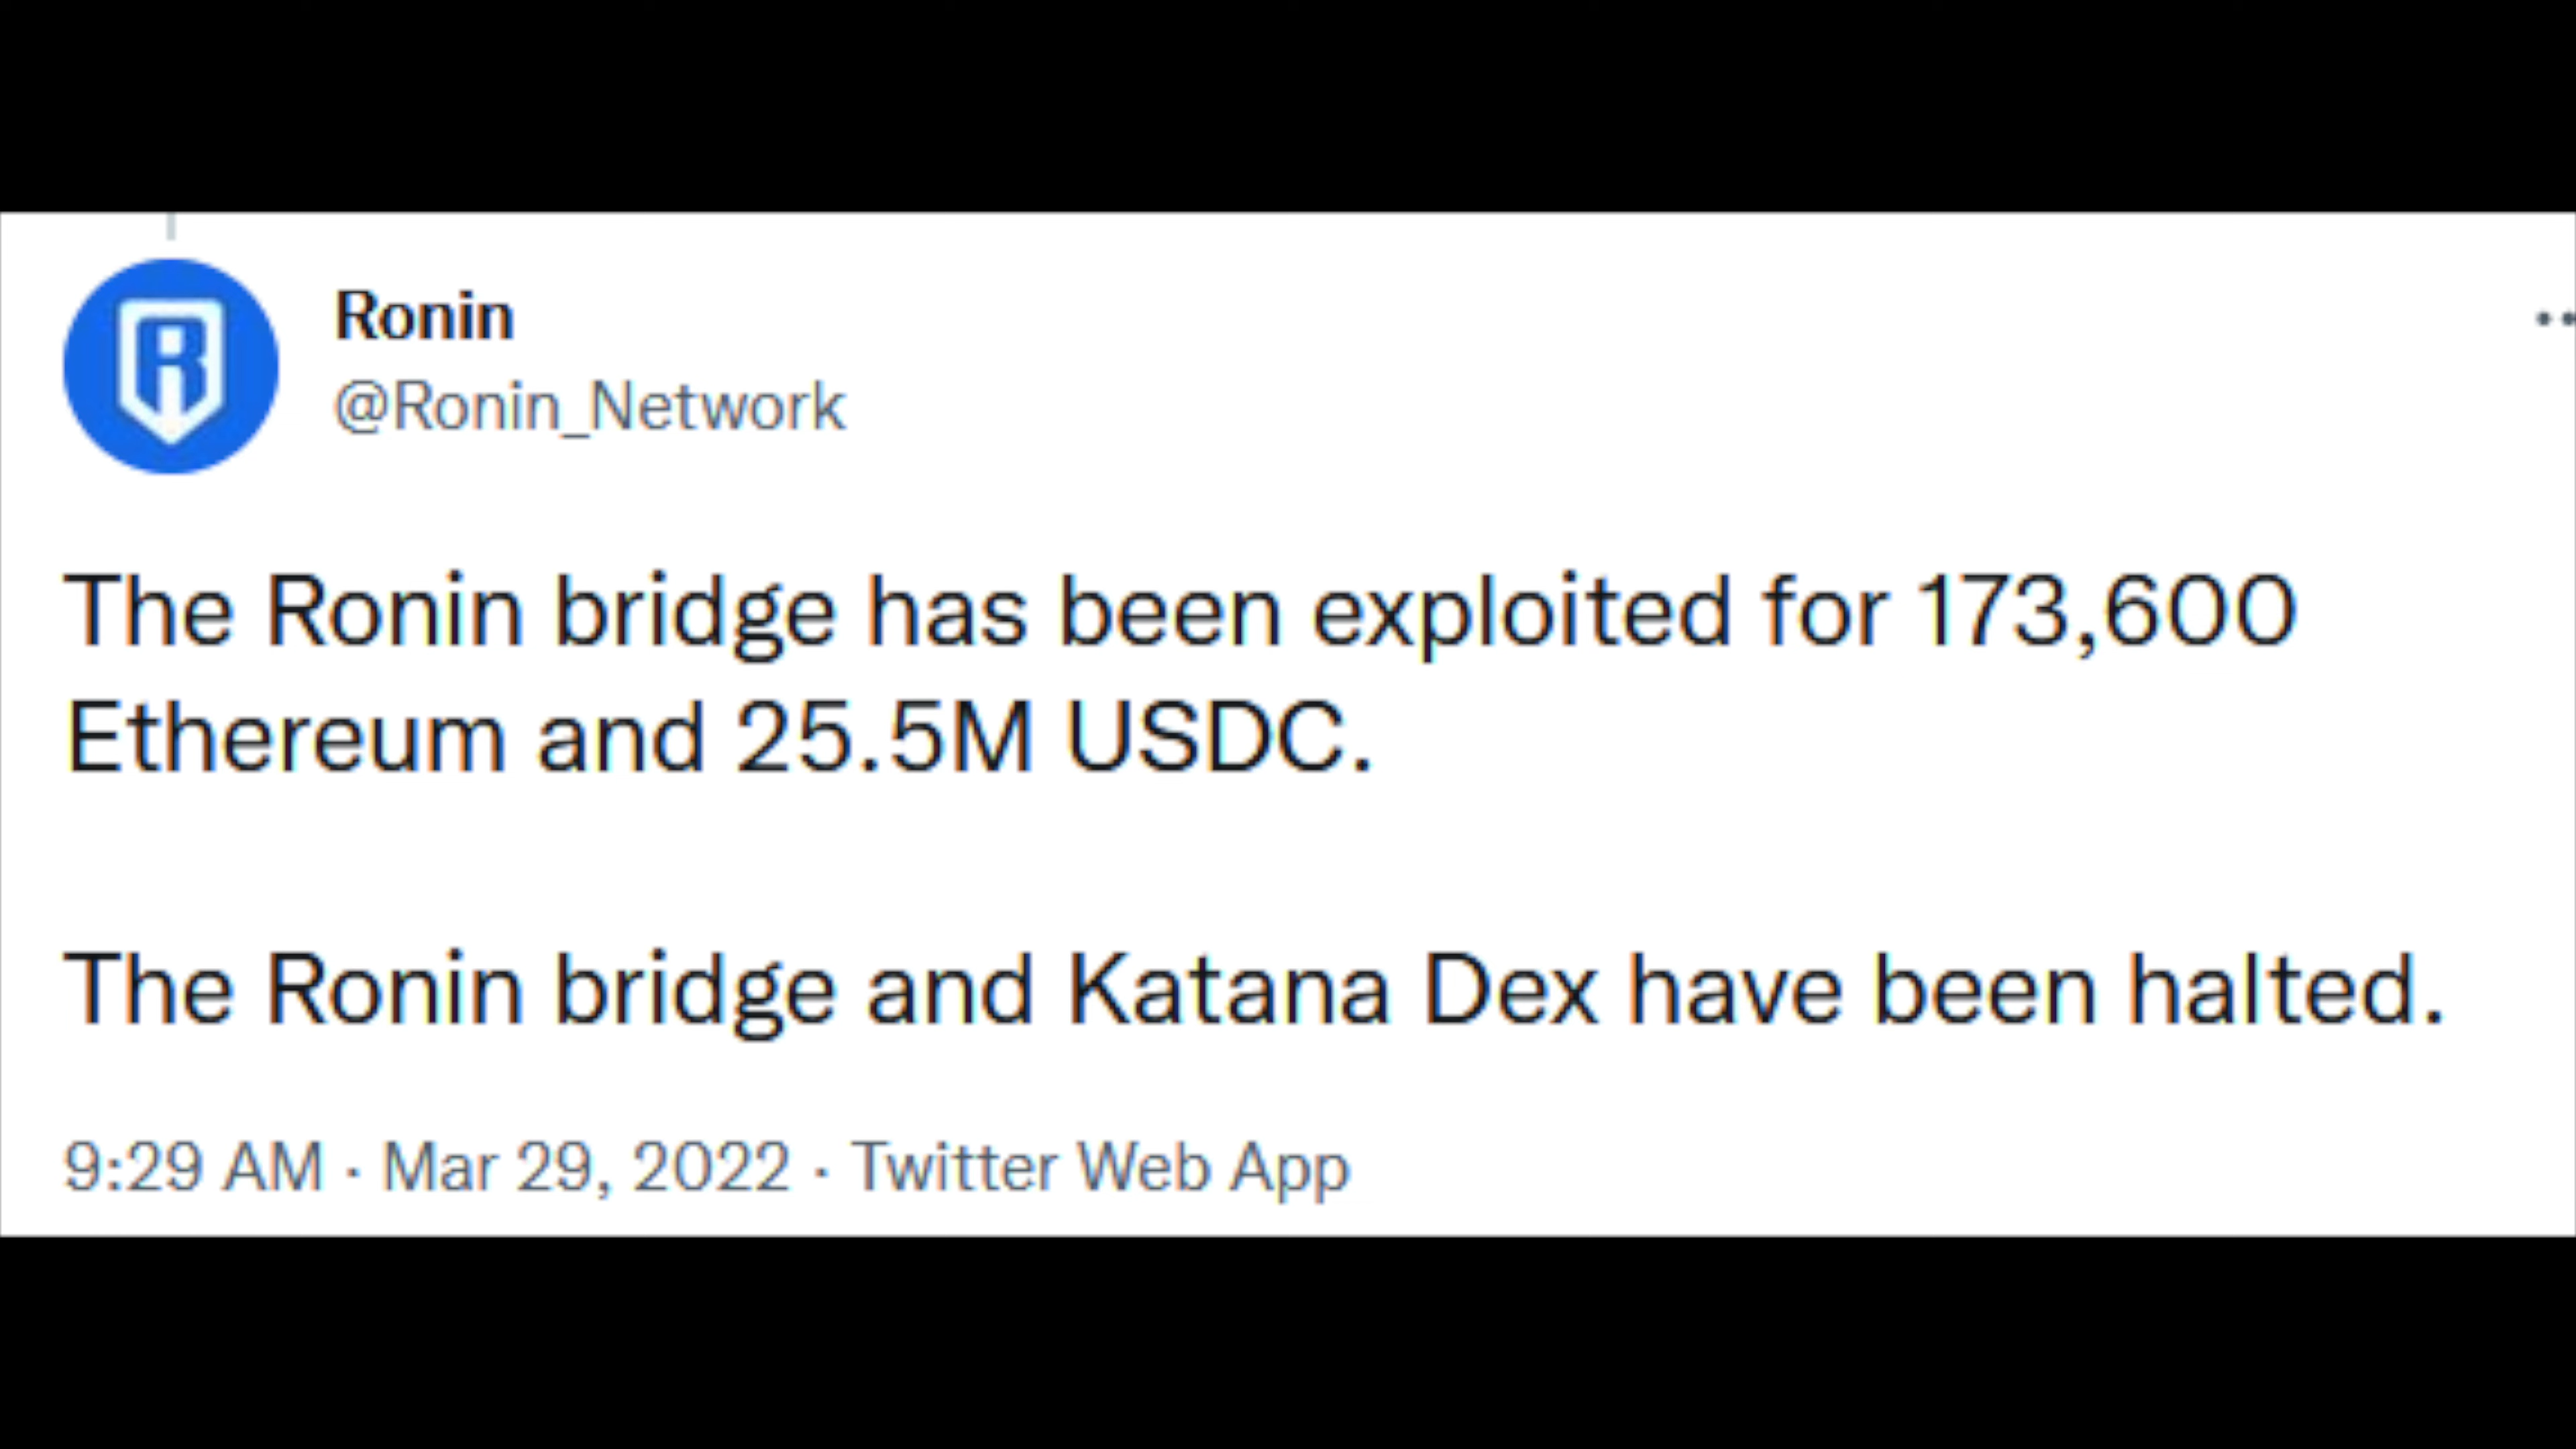 Ronin
@Ronin_Network
The Ronin bridge has been exploited for 173,600
Ethereum and 25.5M USDC.
The Ronin bridge and Katana Dex have been halted.
9:29 AM · Mar 29, 2022 · Twitter Web App